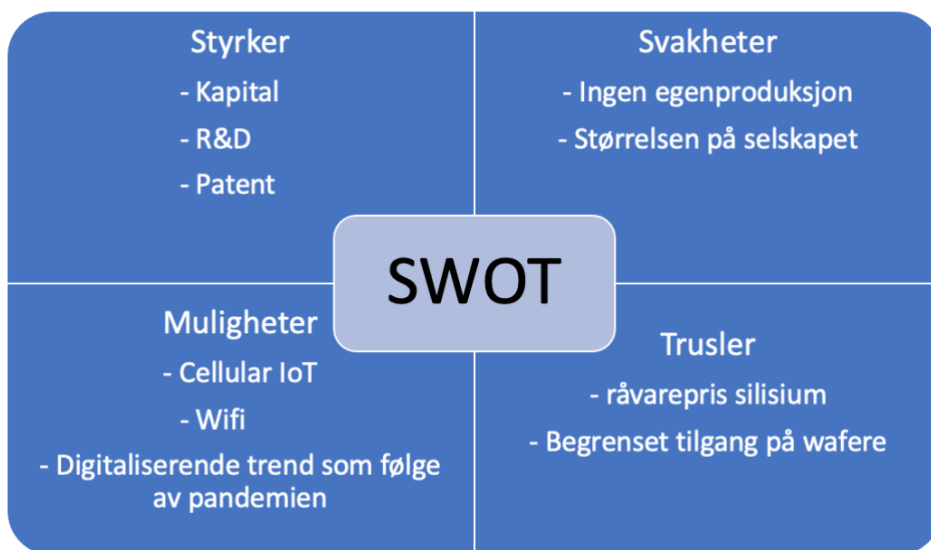 Styrker
- Kapital
- R&D
- Patent
Svakheter
- Ingen egenproduksjon
- Størrelsen på selskapet
SWOT
Muligheter
- Cellular IoT
- Wifi
- Digitaliserende trend som følge
av pandemien
Trusler
- råvarepris silisium
- Begrenset tilgang på wafere